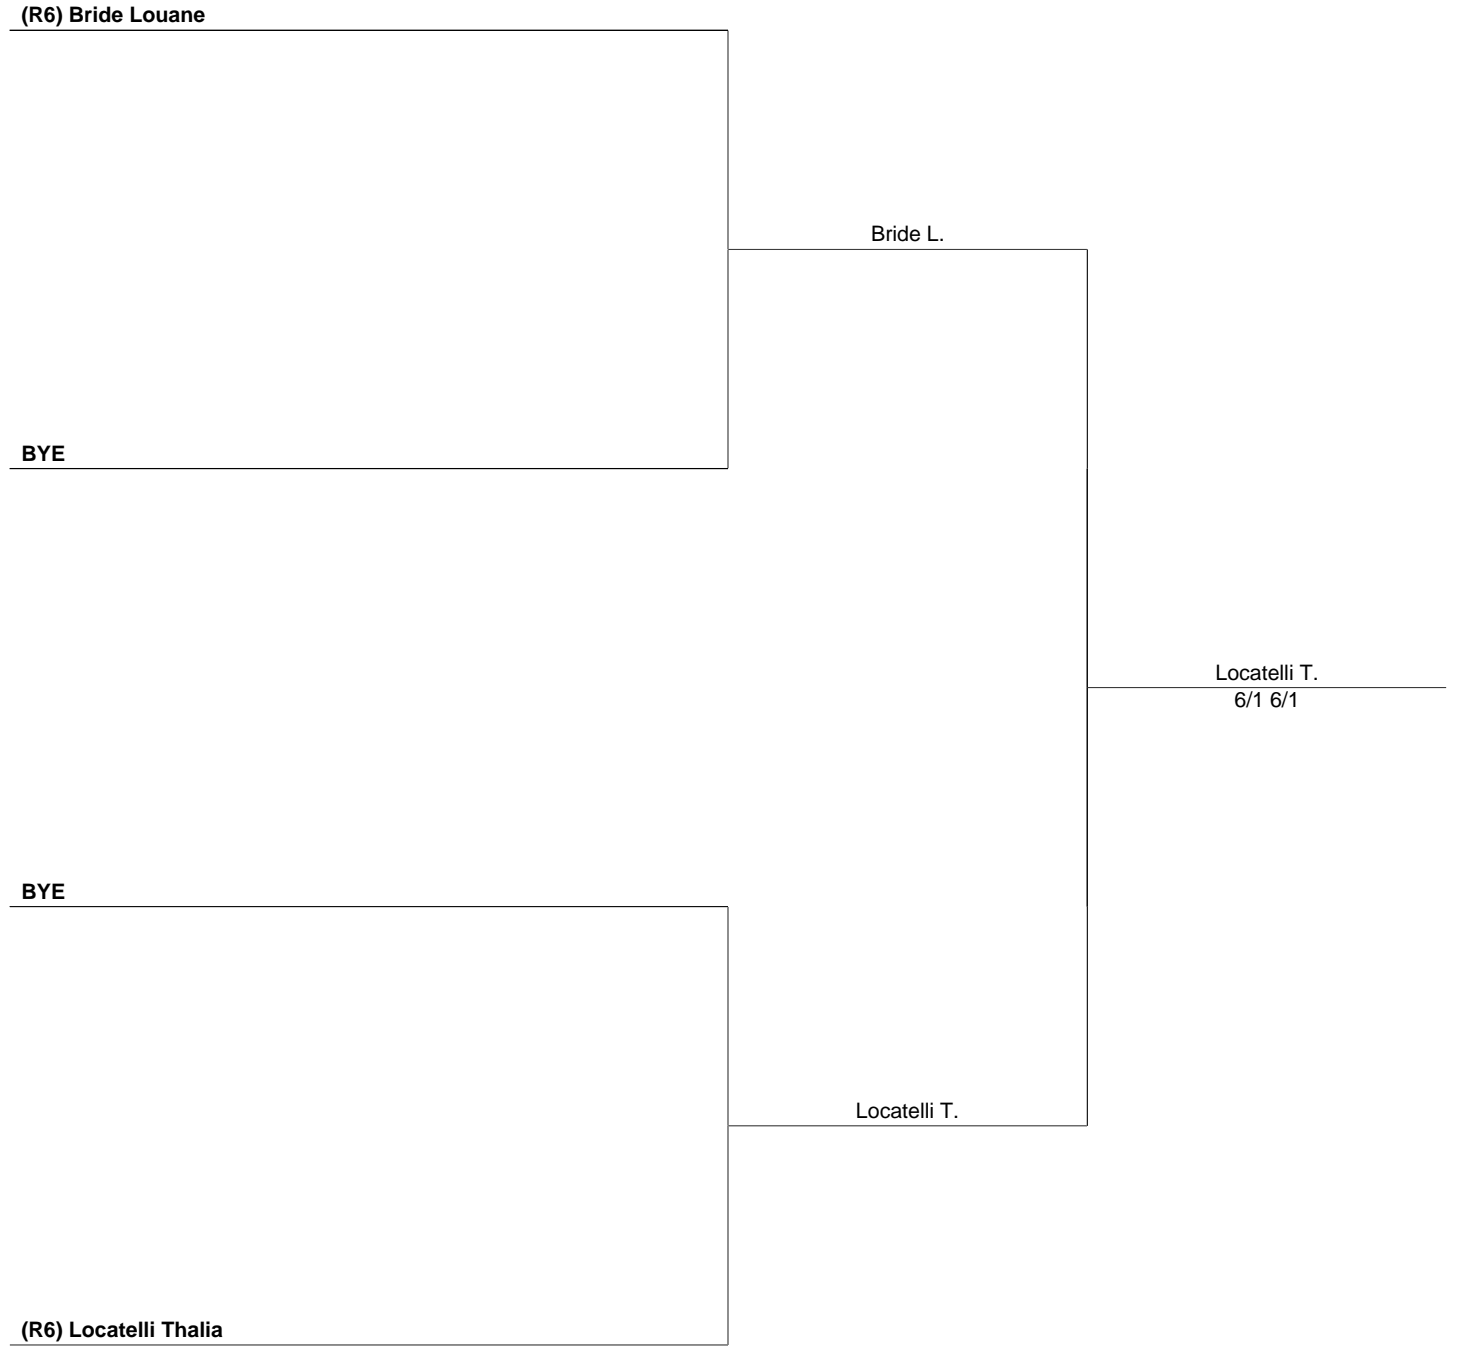 (R6) Bride Louane
Bride L.
BYE
Locatelli T.
6/1 6/1
BYE
Locatelli T.
(R6) Locatelli Thalia